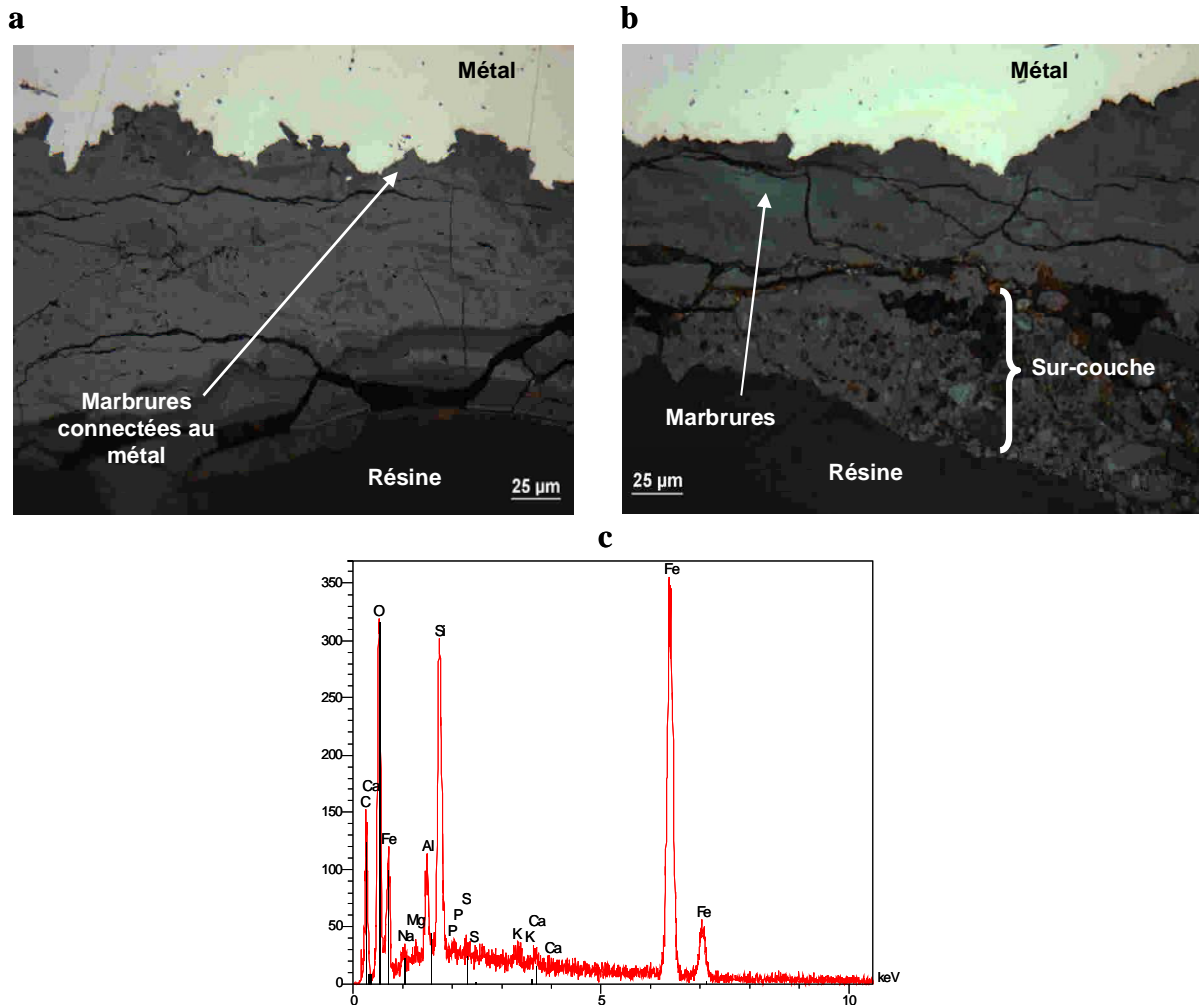 a
Métal
Marbrures
connectées au
métal
Résine
25 µm
b
Métal
Sur-couche
Marbrures
Résine
25 µm
c
350
300
250
200
150
100
50
0
0
5
10
keV
Ca
C
O
Fe
Na
Mg
Al
Si
P
P
S
S
K
K
Ca
Ca
Fe
Fe